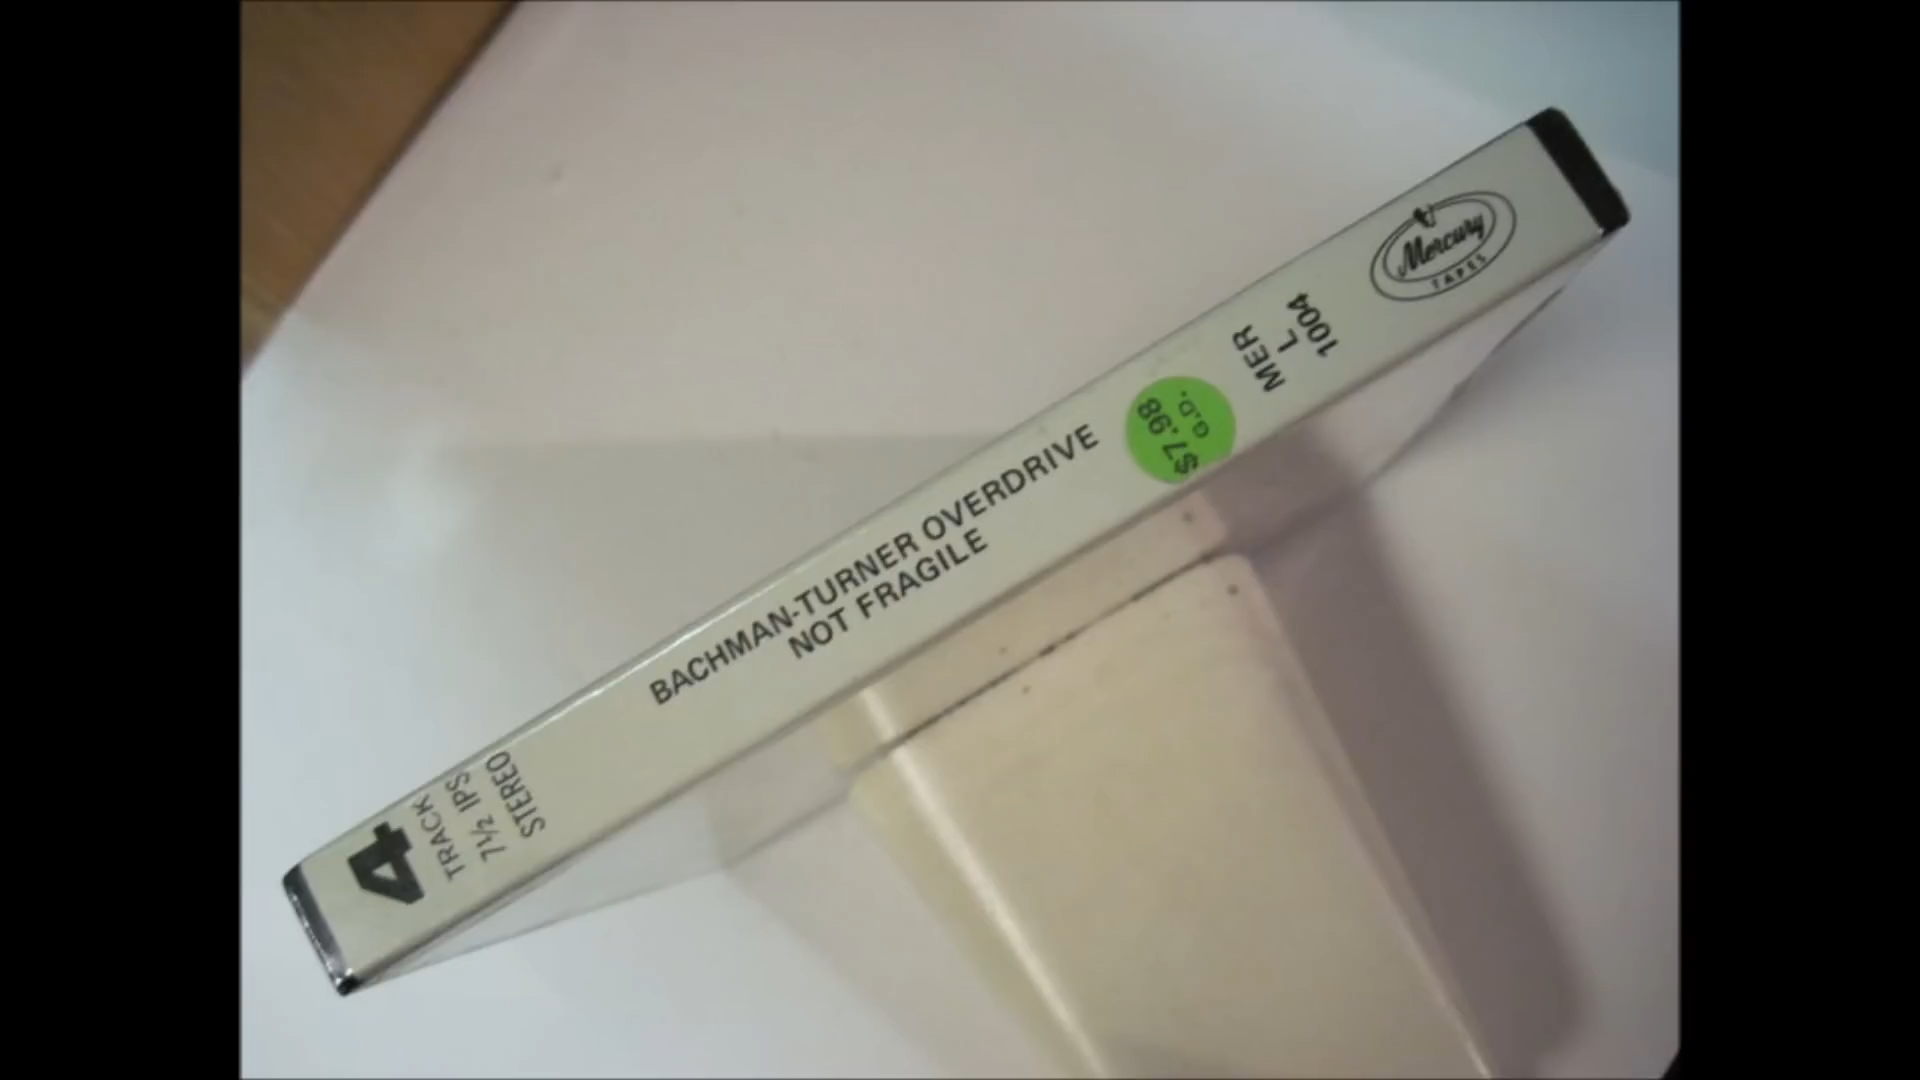 4
TRACK
7½ IPS
STEREO
BACHMAN-TURNER OVERDRIVE
NOT FRAGILE
$7.98
G.D.
MER
L
1004
Mercury
TAPES